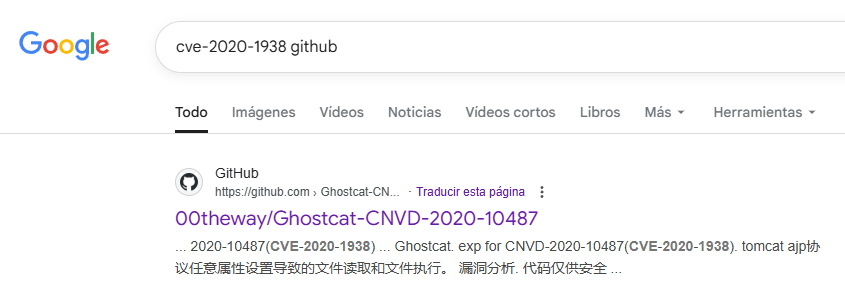 Google
cve-2020-1938 github
Todo Imágenes Vídeos Noticias Vídeos cortos Libros Más Herramientas
GitHub
https://github.com › Ghostcat-CN... · Traducir esta página
00theway/Ghostcat-CNVD-2020-10487
... 2020-10487(CVE-2020-1938) ... Ghostcat. exp for CNVD-2020-10487(CVE-2020-1938). tomcat ajp协
议任意属性设置导致的文件读取和文件执行。 漏洞分析. 代码仅供安全 ...